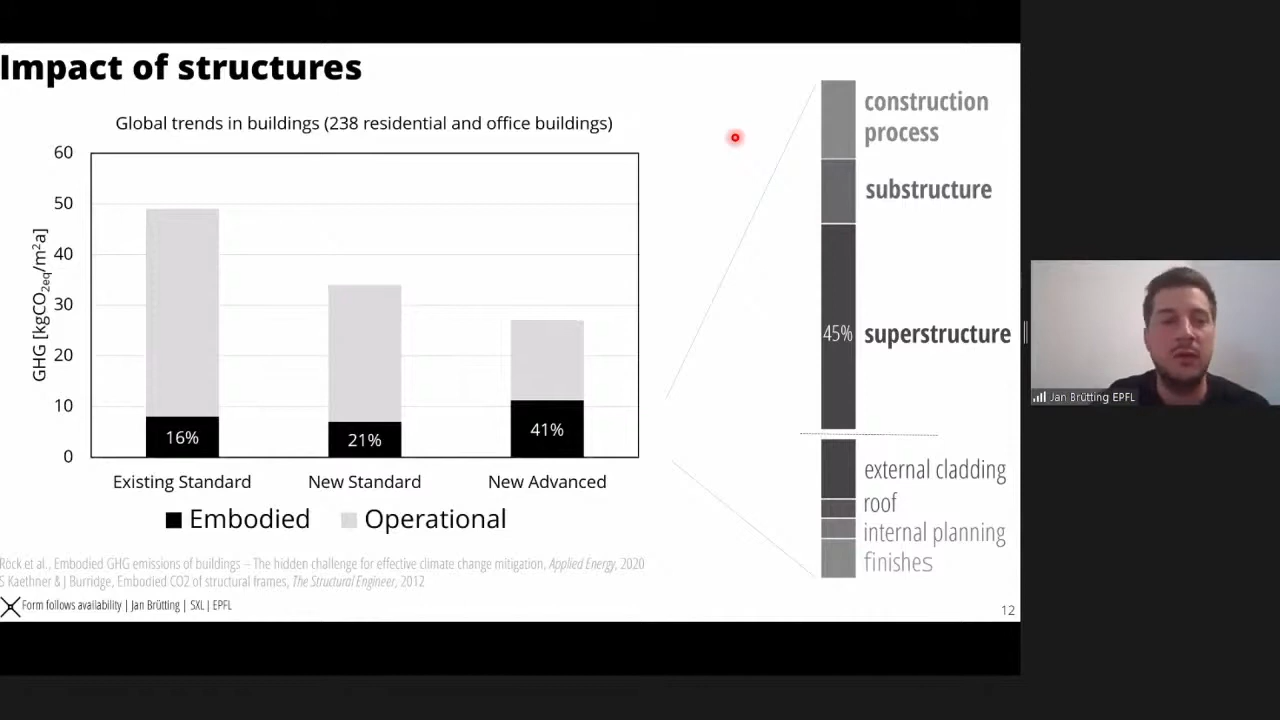 Impact of structures
Global trends in buildings (238 residential and office buildings)
60
50
40
30
20
10
0
GHG [kgCO2eq/m2a]
16%
21%
41%
Existing Standard
New Standard
New Advanced
Embodied
Operational
construction
process
substructure
45%
superstructure
external cladding
roof
internal planning
finishes
Röck et al., Embodied GHG emissions of buildings – The hidden challenge for effective climate change mitigation, Applied Energy, 2020
S Kaethner & J Burridge, Embodied CO2 of structural frames, The Structural Engineer, 2012
Form follows availability | Jan Brütting | SXL | EPFL
12
Jan Brütting EPFL